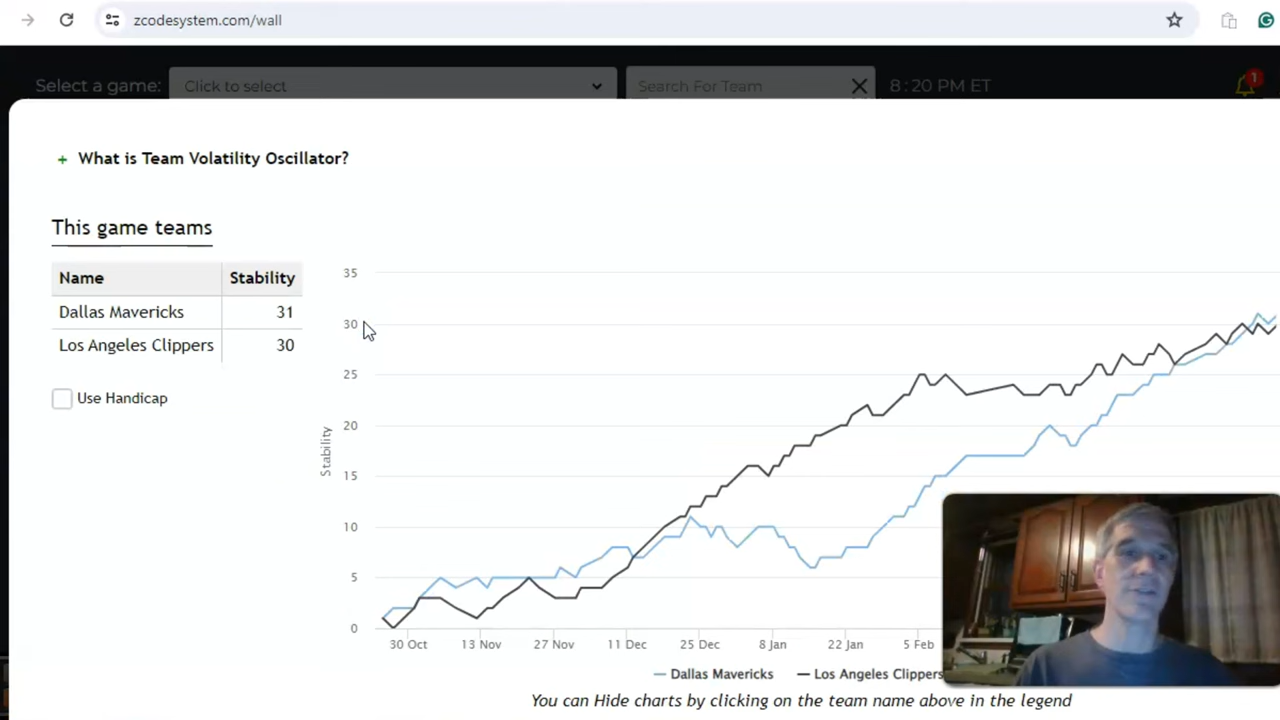 zcodesystem.com/wall
Select a game: Click to select Search For Team 8:20 PM ET 1
+ What is Team Volatility Oscillator?
This game teams
Name Stability
Dallas Mavericks 31
Los Angeles Clippers 30
Use Handicap
35
30
25
20
15
10
5
0
Stability
30 Oct 13 Nov 27 Nov 11 Dec 25 Dec 8 Jan 22 Jan 5 Feb
Dallas Mavericks Los Angeles Clippers
You can Hide charts by clicking on the team name above in the legend